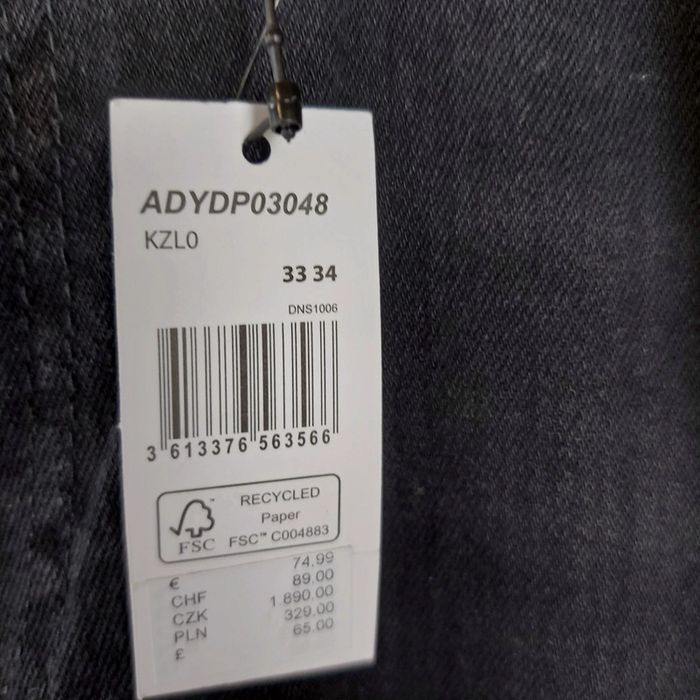 ADYDP03048
KZL0
33 34
DNS1006
3 613376 563566
RECYCLED
Paper
FSC™ C004883
FSC™
€ 74.99
CHF 89.00
CZK 1 890.00
PLN 329.00
£ 65.00